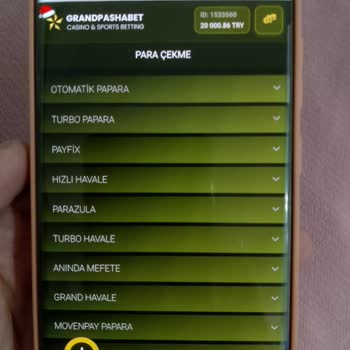 GRANDPASHABET
CASINO & SPORTS BETTING
ID: 1533560
20 000.86 TRY
PARA ÇEKME
OTOMATİK PAPARA
TURBO PAPARA
PAYFİX
HIZLI HAVALE
PARAZULA
TURBO HAVALE
ANINDA MEFETE
GRAND HAVALE
MOVENPAY PAPARA